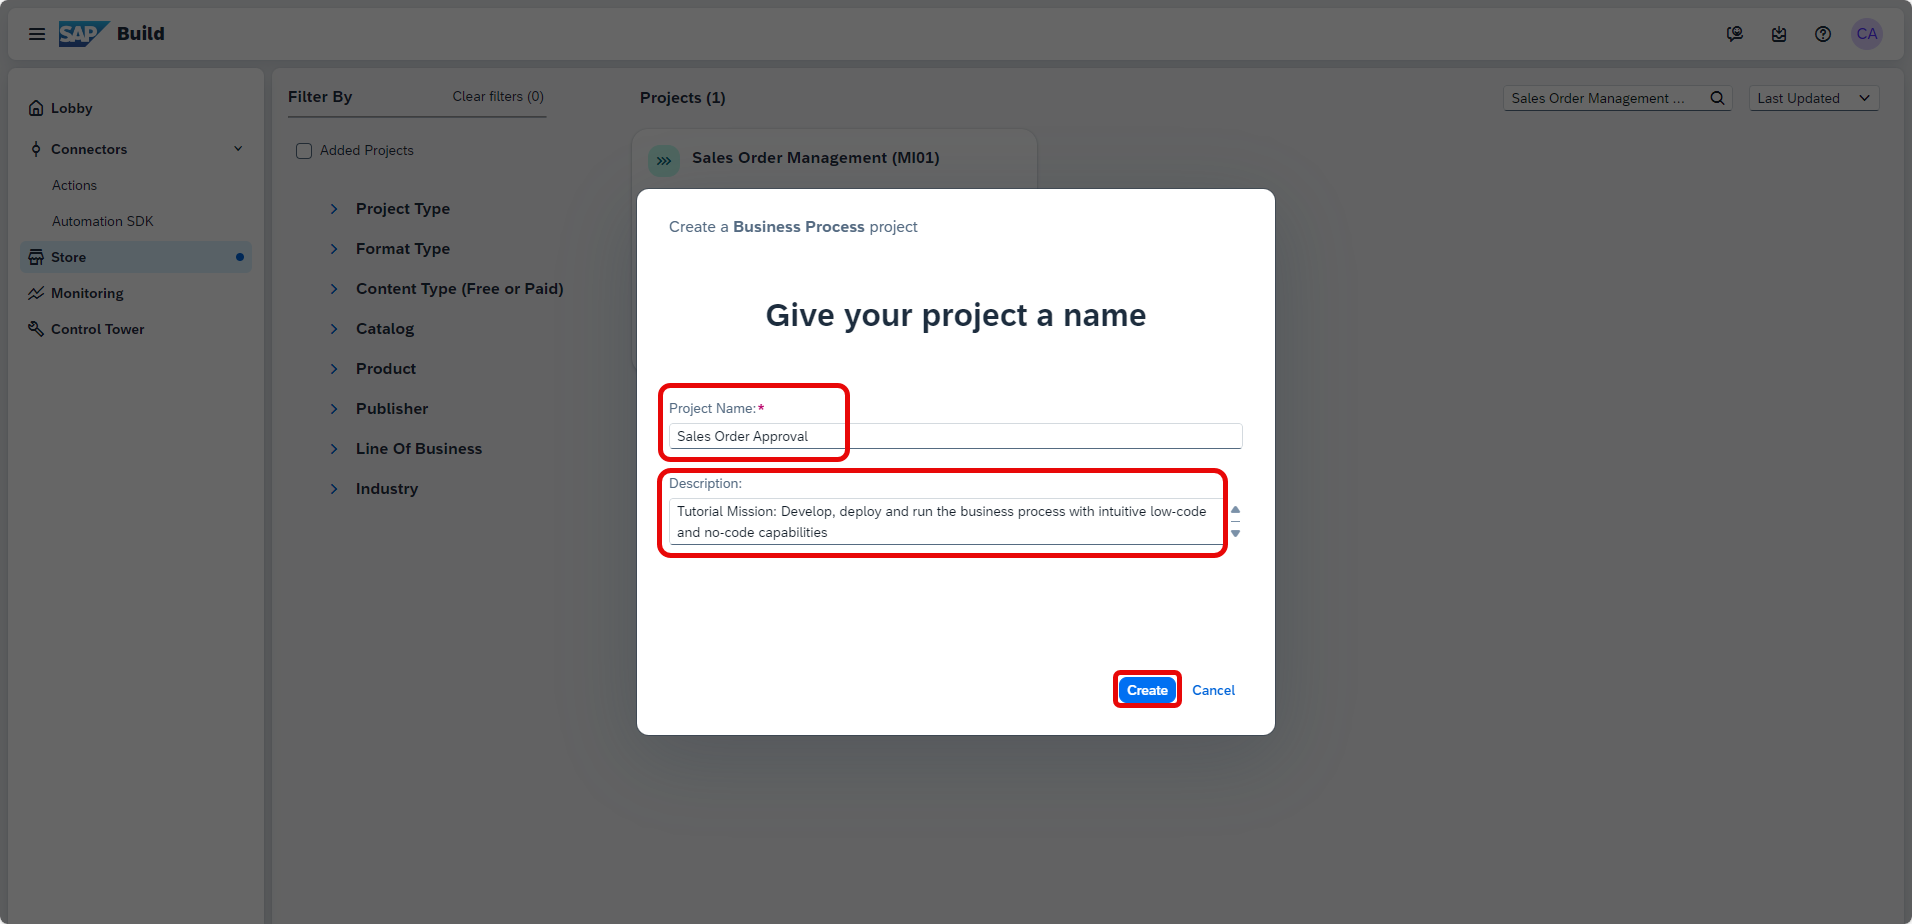 SAP Build
CA
Lobby
Connectors
Actions
Automation SDK
Store
Monitoring
Control Tower
Filter By
Clear filters (0)
Added Projects
Project Type
Format Type
Content Type (Free or Paid)
Catalog
Product
Publisher
Line Of Business
Industry
Projects (1)
Sales Order Management ...
Last Updated
Sales Order Management (MI01)
Create a Business Process project
Give your project a name
Project Name:*
Sales Order Approval
Description:
Tutorial Mission: Develop, deploy and run the business process with intuitive low-code
and no-code capabilities
Create
Cancel